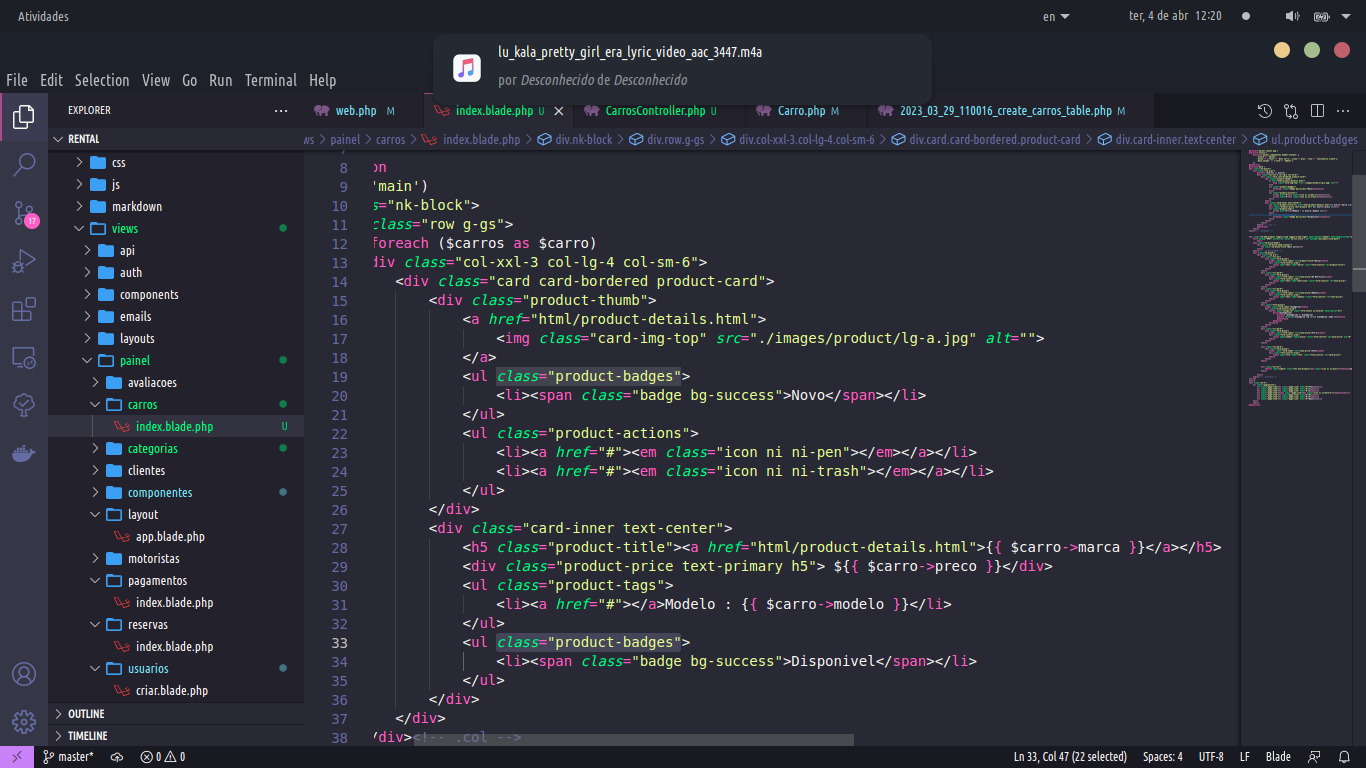 Atividades
en
ter, 4 de abr 12:20
lu_kala_pretty_girl_era_lyric_video_aac_3447.m4a
por Desconhecido de Desconhecido
File Edit Selection View Go Run Terminal Help
EXPLORER
web.php M
index.blade.php U
CarrosController.php U
Carro.php M
2023_03_29_110016_create_carros_table.php M
RENTAL
ws > painel > carros > index.blade.php > div.nk-block > div.row.g-gs > div.col-xxl-3.col-lg-4.col-sm-6 > div.card.card-bordered.product-card > div.card-inner.text-center > ul.product-badges
css
js
markdown
views
api
auth
components
emails
layouts
painel
avaliacoes
carros
index.blade.php U
categorias
clientes
componentes
layout
app.blade.php
motoristas
pagamentos
index.blade.php
reservas
index.blade.php
usuarios
criar.blade.php
OUTLINE
TIMELINE
17
8 on
9 'main')
10 s="nk-block">
11 class="row g-gs">
12 foreach ($carros as $carro)
13 div class="col-xxl-3 col-lg-4 col-sm-6">
14 <div class="card card-bordered product-card">
15 <div class="product-thumb">
16 <a href="html/product-details.html">
17 <img class="card-img-top" src="./images/product/lg-a.jpg" alt="">
18 </a>
19 <ul class="product-badges">
20 <li><span class="badge bg-success">Novo</span></li>
21 </ul>
22 <ul class="product-actions">
23 <li><a href="#"><em class="icon ni ni-pen"></em></a></li>
24 <li><a href="#"><em class="icon ni ni-trash"></em></a></li>
25 </ul>
26 </div>
27 <div class="card-inner text-center">
28 <h5 class="product-title"><a href="html/product-details.html">{{ $carro->marca }}</a></h5>
29 <div class="product-price text-primary h5"> ${{ $carro->preco }}</div>
30 <ul class="product-tags">
31 <li><a href="#"></a>Modelo : {{ $carro->modelo }}</li>
32 </ul>
33 <ul class="product-badges">
34 <li><span class="badge bg-success">Disponivel</span></li>
35 </ul>
36 </div>
37 </div>
38 /div><!-- .col -->
master*
0 0
Ln 33, Col 47 (22 selected)
Spaces: 4
UTF-8
LF
Blade